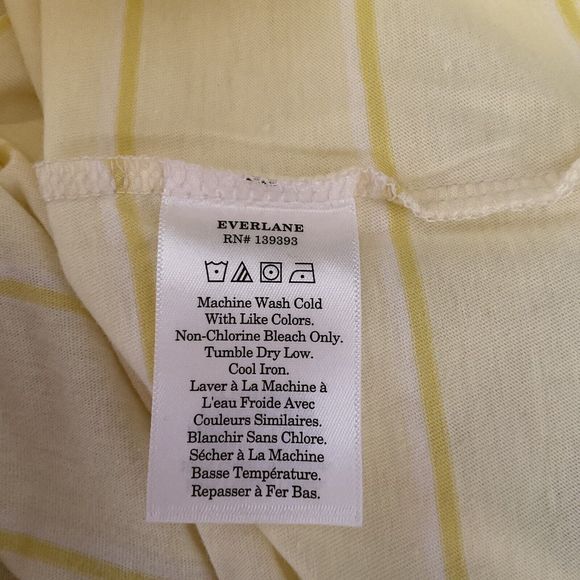 EVERLANE
RN# 139393
Machine Wash Cold
With Like Colors.
Non-Chlorine Bleach Only.
Tumble Dry Low.
Cool Iron.
Laver à La Machine à
L'eau Froide Avec
Couleurs Similaires.
Blanchir Sans Chlore.
Sécher à La Machine
Basse Température.
Repasser à Fer Bas.